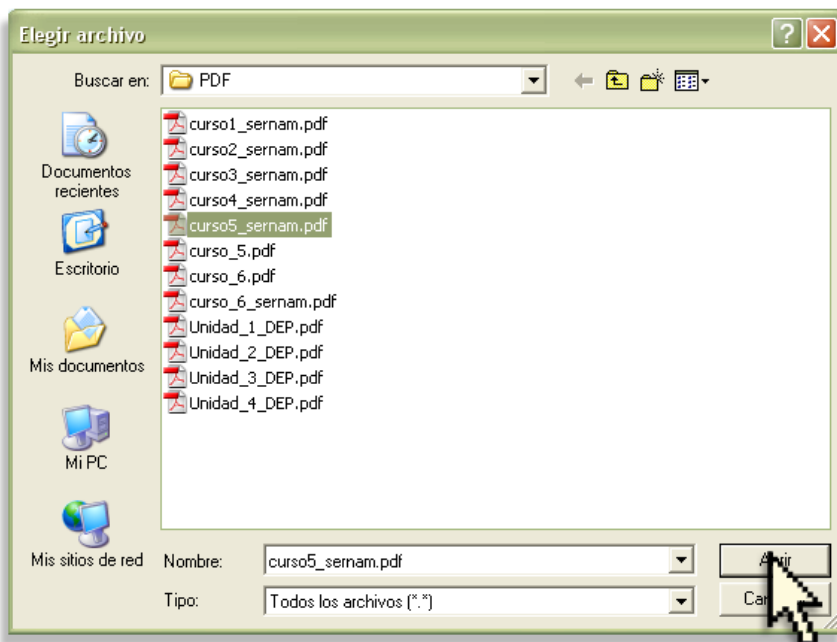 Elegir archivo
Buscar en: PDF
Documentos
recientes
Escritorio
Mis documentos
Mi PC
Mis sitios de red
curso1_sernam.pdf
curso2_sernam.pdf
curso3_sernam.pdf
curso4_sernam.pdf
curso5_sernam.pdf
curso_5.pdf
curso_6.pdf
curso_6_sernam.pdf
Unidad_1_DEP.pdf
Unidad_2_DEP.pdf
Unidad_3_DEP.pdf
Unidad_4_DEP.pdf
Nombre: curso5_sernam.pdf
Tipo: Todos los archivos (*.*)